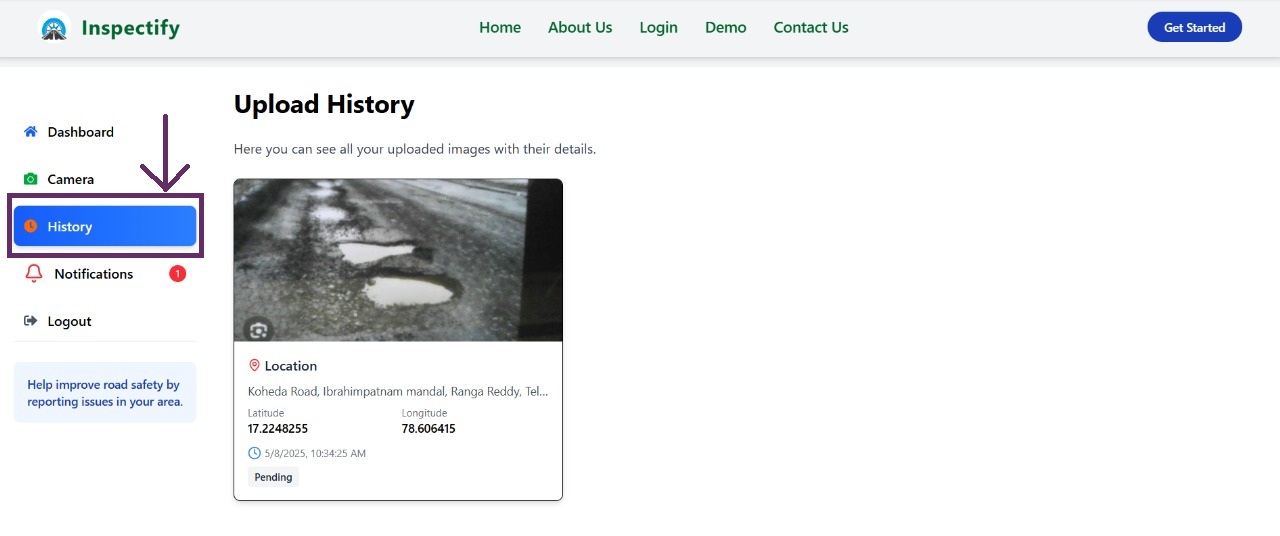 Inspectify
Home About Us Login Demo Contact Us
Get Started
Dashboard
Camera
History
Notifications 1
Logout
Help improve road safety by
reporting issues in your area.
Upload History
Here you can see all your uploaded images with their details.
Location
Koheda Road, Ibrahimpatnam mandal, Ranga Reddy, Tel...
Latitude Longitude
17.2248255 78.606415
5/8/2025, 10:34:25 AM
Pending